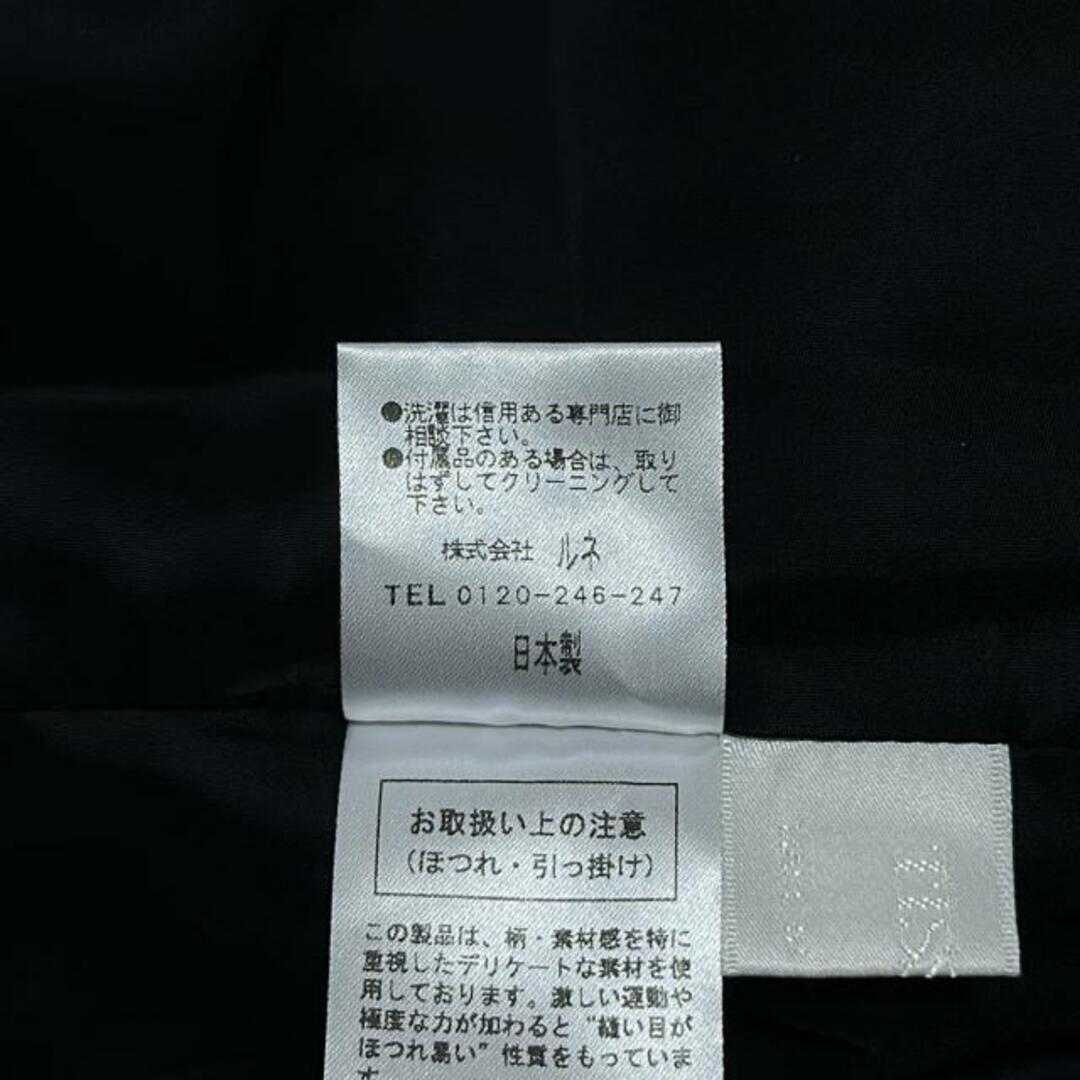 ●洗濯は信用ある専門店に御
相談下さい。
●付属品のある場合は、取り
はずしてクリーニングして
下さい。
株式会社 ルネ
TEL 0120-246-247
日本製
お取扱い上の注意
(ほつれ・引っ掛け)
この製品は、柄・素材感を特に
重視したデリケートな素材を使
用しております。激しい運動や
極度な力が加わると“縫い目が
ほつれ易い”性質をもっていま
す